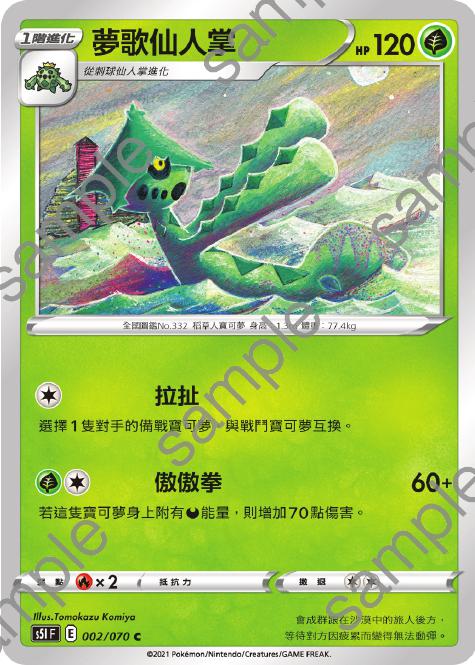 1階進化
夢歌仙人掌
HP 120
從刺球仙人掌進化
全國圖鑑No.332 稻草人寶可夢 身高:1.3m 體重:77.4kg
拉扯
選擇1隻對手的備戰寶可夢,與戰鬥寶可夢互換。
傲傲拳 60+
若這隻寶可夢身上附有能量,則增加70點傷害。
弱點 ×2 抵抗力 撤退
Illus.Tomokazu Komiya
S5I F E 002/070 C
會成群跟在沙漠中的旅人後方,
等待對方因疲累而變得無法動彈。
©2021 Pokémon/Nintendo/Creatures/GAME FREAK.
sample
sample
sample
sample
sample
sample
sample
sample